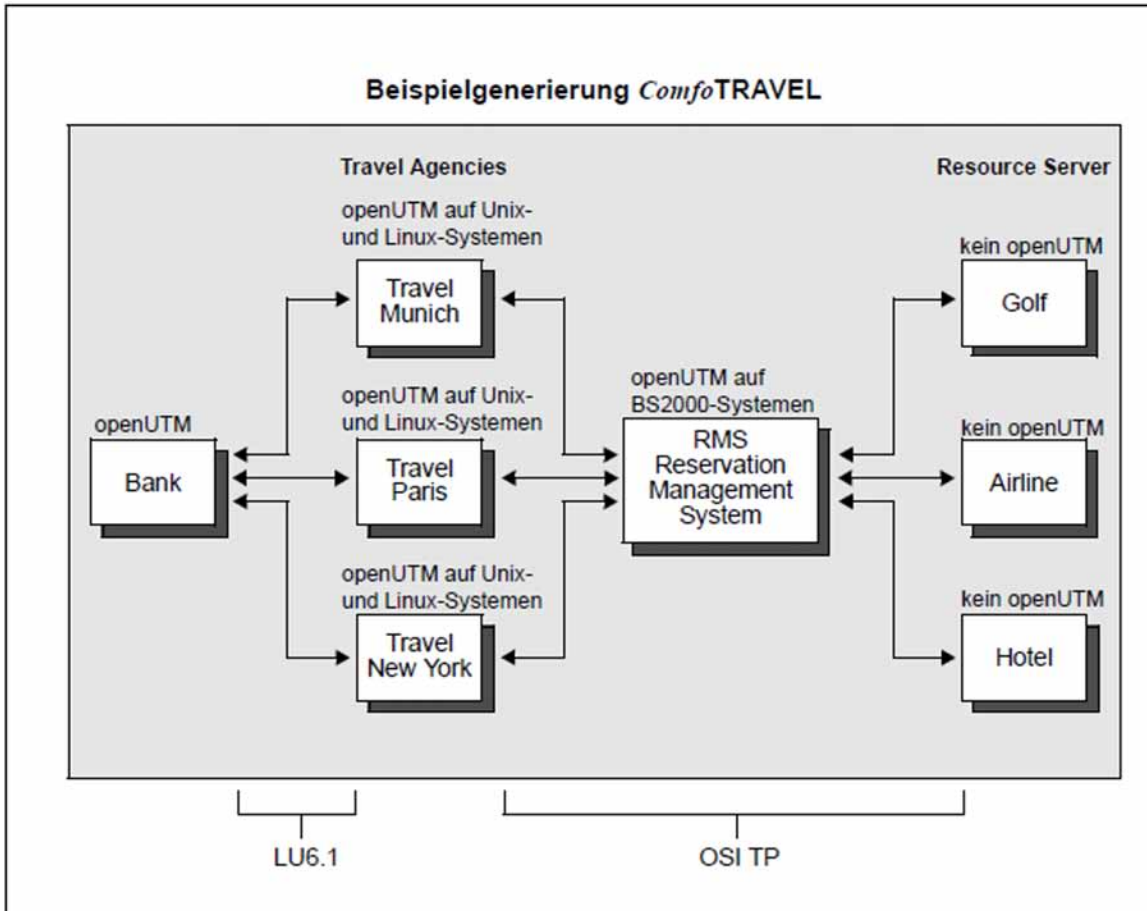 Beispielgenerierung ComfoTRAVEL
Travel Agencies
Resource Server
openUTM auf Unix-
und Linux-Systemen
Travel
Munich
kein openUTM
Golf
openUTM
Bank
openUTM auf Unix-
und Linux-Systemen
Travel
Paris
openUTM auf
BS2000-Systemen
RMS
Reservation
Management
System
kein openUTM
Airline
openUTM auf Unix-
und Linux-Systemen
Travel
New York
kein openUTM
Hotel
LU6.1
OSI TP